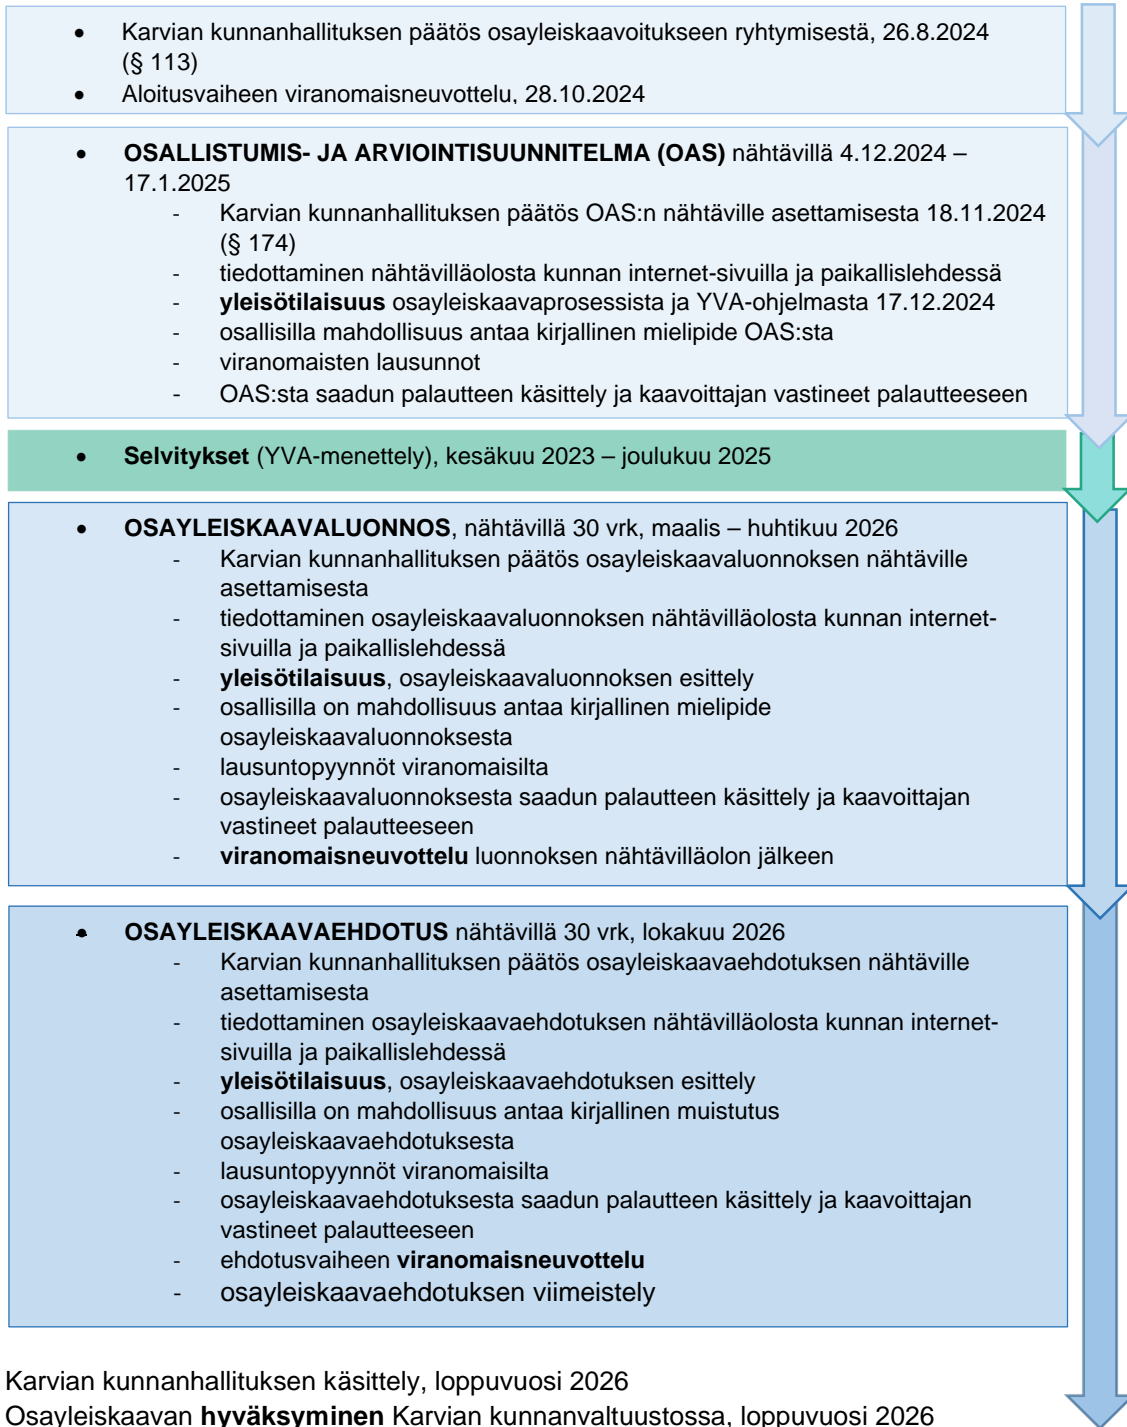 • Karvian kunnanhallituksen päätös osayleiskaavoitukseen ryhtymisestä, 26.8.2024
(§ 113)
• Aloitusvaiheen viranomaisneuvottelu, 28.10.2024
• OSALLISTUMIS- JA ARVIOINTISUUNNITELMA (OAS) nähtävillä 4.12.2024 –
17.1.2025
- Karvian kunnanhallituksen päätös OAS:n nähtäville asettamisesta 18.11.2024
(§ 174)
- tiedottaminen nähtävilläolosta kunnan internet-sivuilla ja paikallislehdessä
- yleisötilaisuus osayleiskaavaprosessista ja YVA-ohjelmasta 17.12.2024
- osallisilla mahdollisuus antaa kirjallinen mielipide OAS:sta
- viranomaisten lausunnot
- OAS:sta saadun palautteen käsittely ja kaavoittajan vastineet palautteeseen
• Selvitykset (YVA-menettely), kesäkuu 2023 – joulukuu 2025
• OSAYLEISKAAVALUONNOS, nähtävillä 30 vrk, maalis – huhtikuu 2026
- Karvian kunnanhallituksen päätös osayleiskaavaluonnoksen nähtäville
asettamisesta
- tiedottaminen osayleiskaavaluonnoksen nähtävilläolosta kunnan internet-
sivuilla ja paikallislehdessä
- yleisötilaisuus, osayleiskaavaluonnoksen esittely
- osallisilla on mahdollisuus antaa kirjallinen mielipide
osayleiskaavaluonnoksesta
- lausuntopyynnöt viranomaisilta
- osayleiskaavaluonnoksesta saadun palautteen käsittely ja kaavoittajan
vastineet palautteeseen
- viranomaisneuvottelu luonnoksen nähtävilläolon jälkeen
• OSAYLEISKAAVAEHDOTUS nähtävillä 30 vrk, lokakuu 2026
- Karvian kunnanhallituksen päätös osayleiskaavaehdotuksen nähtäville
asettamisesta
- tiedottaminen osayleiskaavaehdotuksen nähtävilläolosta kunnan internet-
sivuilla ja paikallislehdessä
- yleisötilaisuus, osayleiskaavaehdotuksen esittely
- osallisilla on mahdollisuus antaa kirjallinen muistutus
osayleiskaavaehdotuksesta
- lausuntopyynnöt viranomaisilta
- osayleiskaavaehdotuksesta saadun palautteen käsittely ja kaavoittajan
vastineet palautteeseen
- ehdotusvaiheen viranomaisneuvottelu
- osayleiskaavaehdotuksen viimeistely
Karvian kunnanhallituksen käsittely, loppuvuosi 2026
Osayleiskaavan hyväksyminen Karvian kunnanvaltuustossa, loppuvuosi 2026